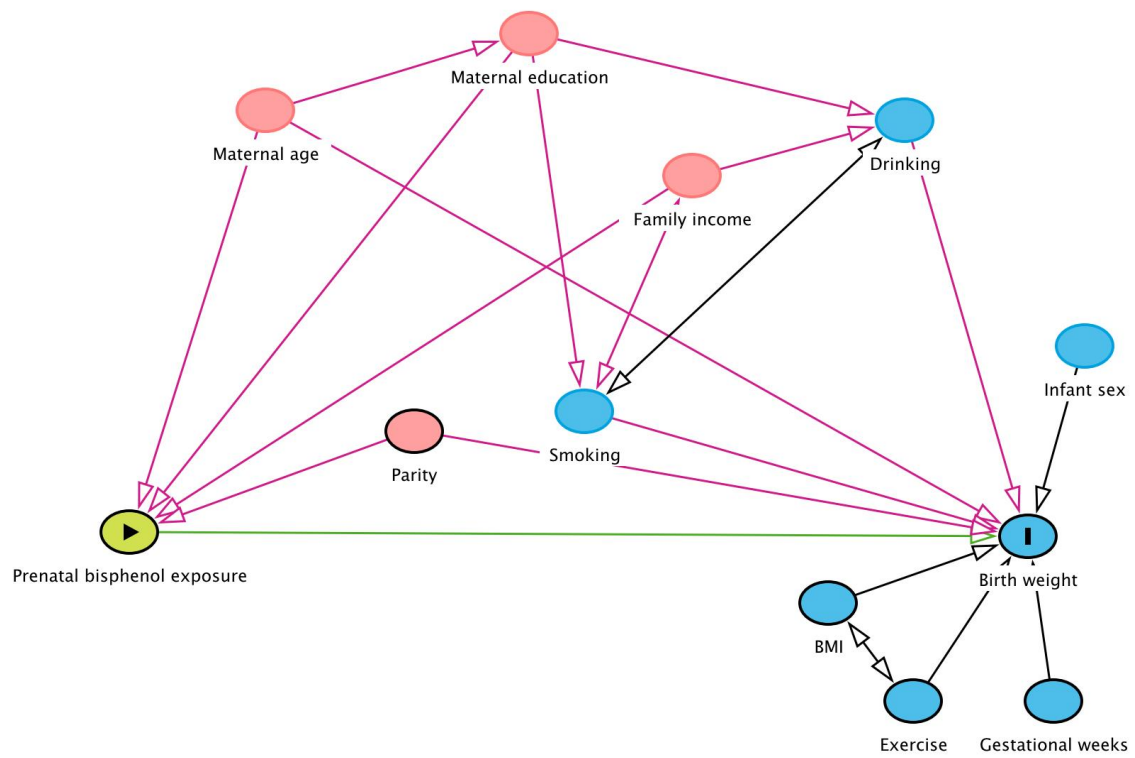 Maternal education
Maternal age
Drinking
Family income
Infant sex
Smoking
Parity
Prenatal bisphenol exposure
Birth weight
BMI
Exercise
Gestational weeks